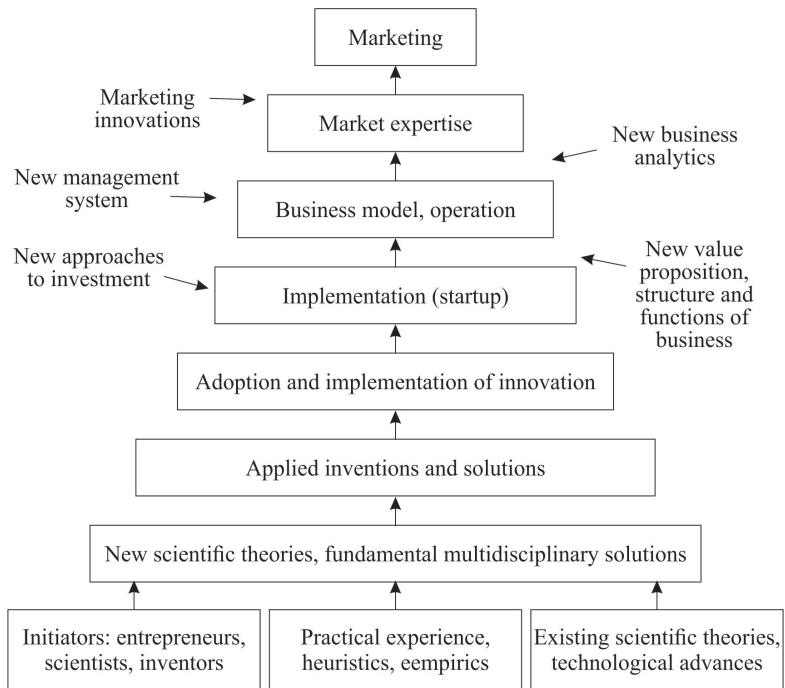 Marketing
Marketing
innovations
Market expertise
New business
analytics
New management
system
Business model, operation
New approaches
to investment
New value
proposition,
structure and
functions of
business
Implementation (startup)
Adoption and implementation of innovation
Applied inventions and solutions
New scientific theories, fundamental multidisciplinary solutions
Initiators: entrepreneurs,
scientists, inventors
Practical experience,
heuristics, eempirics
Existing scientific theories,
technological advances